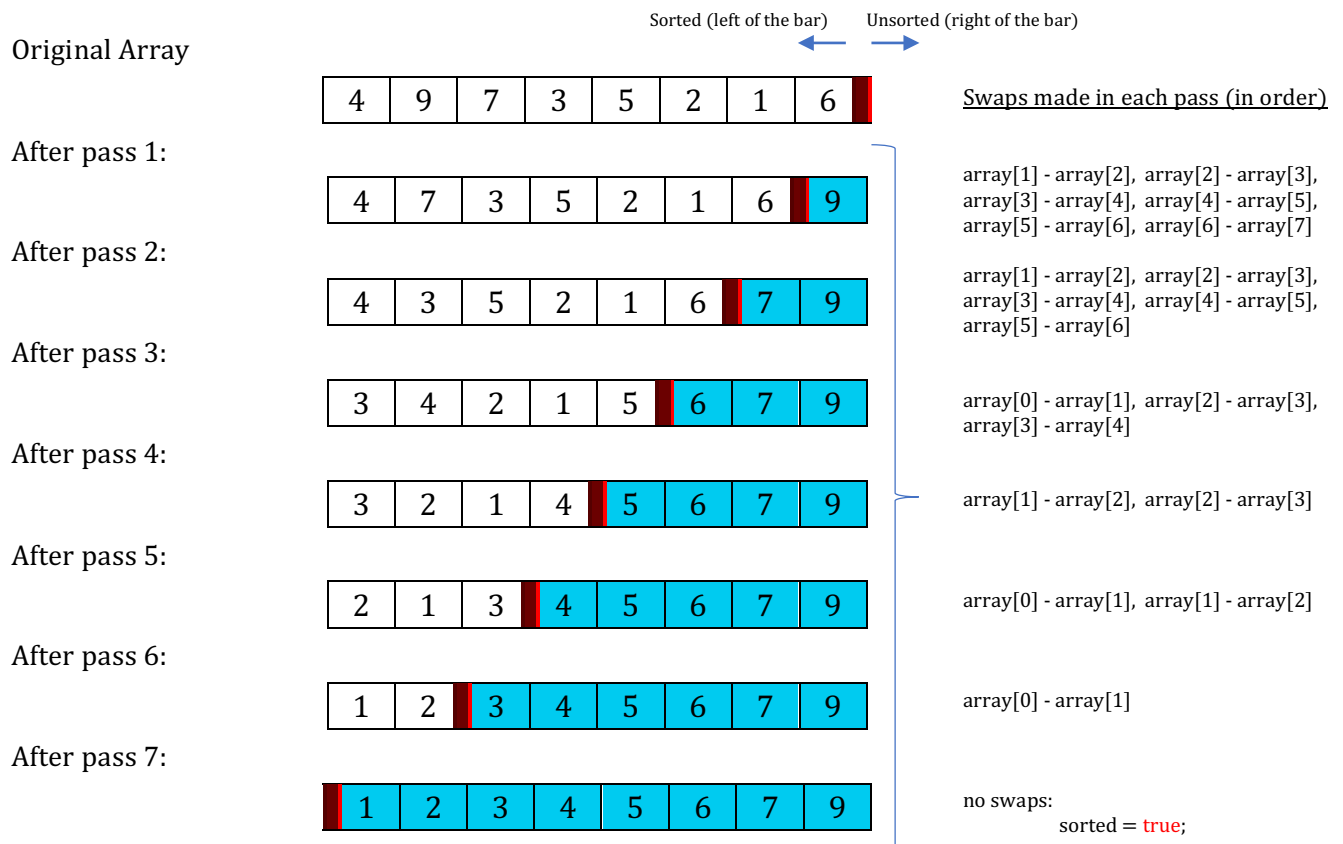 Sorted (left of the bar) Unsorted (right of the bar)
Original Array
4 9 7 3 5 2 1 6
Swaps made in each pass (in order)
After pass 1:
4 7 3 5 2 1 6 9
array[1] - array[2], array[2] - array[3],
array[3] - array[4], array[4] - array[5],
array[5] - array[6], array[6] - array[7]
After pass 2:
4 3 5 2 1 6 7 9
array[1] - array[2], array[2] - array[3],
array[3] - array[4], array[4] - array[5],
array[5] - array[6]
After pass 3:
3 4 2 1 5 6 7 9
array[0] - array[1], array[2] - array[3],
array[3] - array[4]
After pass 4:
3 2 1 4 5 6 7 9
array[1] - array[2], array[2] - array[3]
After pass 5:
2 1 3 4 5 6 7 9
array[0] - array[1], array[1] - array[2]
After pass 6:
1 2 3 4 5 6 7 9
array[0] - array[1]
After pass 7:
1 2 3 4 5 6 7 9
no swaps:
sorted = true;